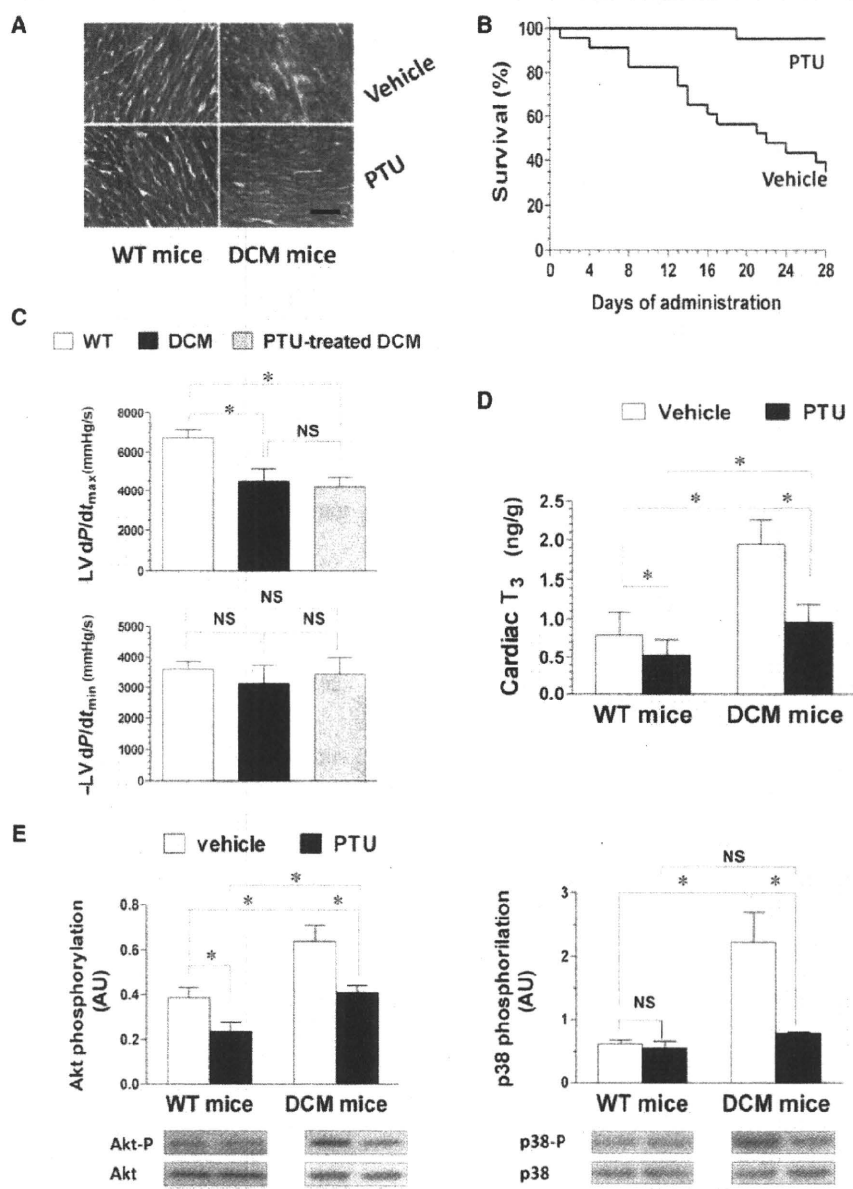 A
Vehicle
PTU
WT mice DCM mice
B
Survival (%)
100
80
60
40
20
0
PTU
Vehicle
0 4 8 12 16 20 24 28
Days of administration
C
WT DCM PTU-treated DCM
LV dP/dtmax (mmHg/s)
8000
6000
4000
2000
0
*
*
NS
-LV dP/dtmin (mmHg/s)
5000
4000
3000
2000
1000
0
NS
NS
NS
D
Vehicle PTU
Cardiac T3 (ng/g)
2.5
2.0
1.5
1.0
0.5
0.0
*
* *
*
WT mice DCM mice
E
vehicle PTU
Akt phosphorylation
(AU)
0.8
0.6
0.4
0.2
0.0
*
* *
*
WT mice DCM mice
Akt-P
Akt
p38 phosphorilation
(AU)
3
2
1
0
NS
* *
NS
WT mice DCM mice
p38-P
p38